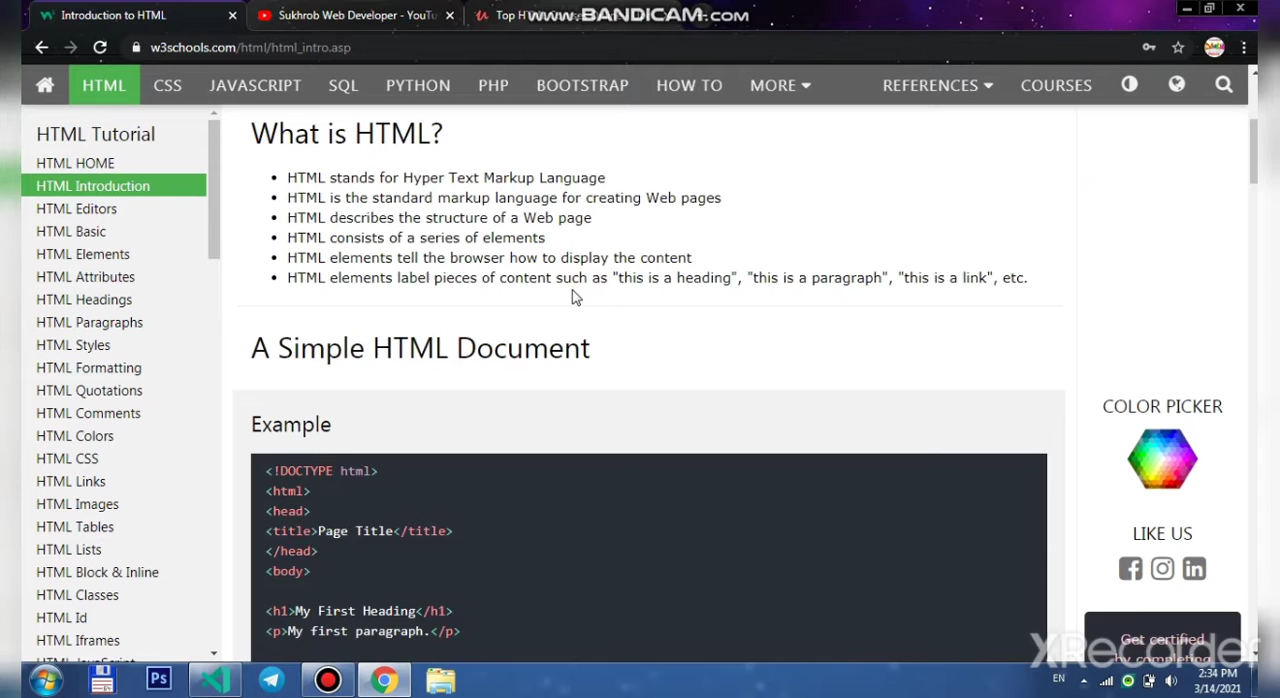 Introduction to HTML
Sukhrob Web Developer - YouTu
Top H
WWW.BANDICAM.COM
w3schools.com/html/html_intro.asp
HTML CSS JAVASCRIPT SQL PYTHON PHP BOOTSTRAP HOW TO MORE REFERENCES COURSES
HTML Tutorial
HTML HOME
HTML Introduction
HTML Editors
HTML Basic
HTML Elements
HTML Attributes
HTML Headings
HTML Paragraphs
HTML Styles
HTML Formatting
HTML Quotations
HTML Comments
HTML Colors
HTML CSS
HTML Links
HTML Images
HTML Tables
HTML Lists
HTML Block & Inline
HTML Classes
HTML Id
HTML Iframes
HTML JavaScript
What is HTML?
HTML stands for Hyper Text Markup Language
HTML is the standard markup language for creating Web pages
HTML describes the structure of a Web page
HTML consists of a series of elements
HTML elements tell the browser how to display the content
HTML elements label pieces of content such as "this is a heading", "this is a paragraph", "this is a link", etc.
A Simple HTML Document
Example
<!DOCTYPE html>
<html>
<head>
<title>Page Title</title>
</head>
<body>
<h1>My First Heading</h1>
<p>My first paragraph.</p>
COLOR PICKER
LIKE US
Get certified
by completing
XRecorder
Ps
EN
2:34 PM
3/14/2021